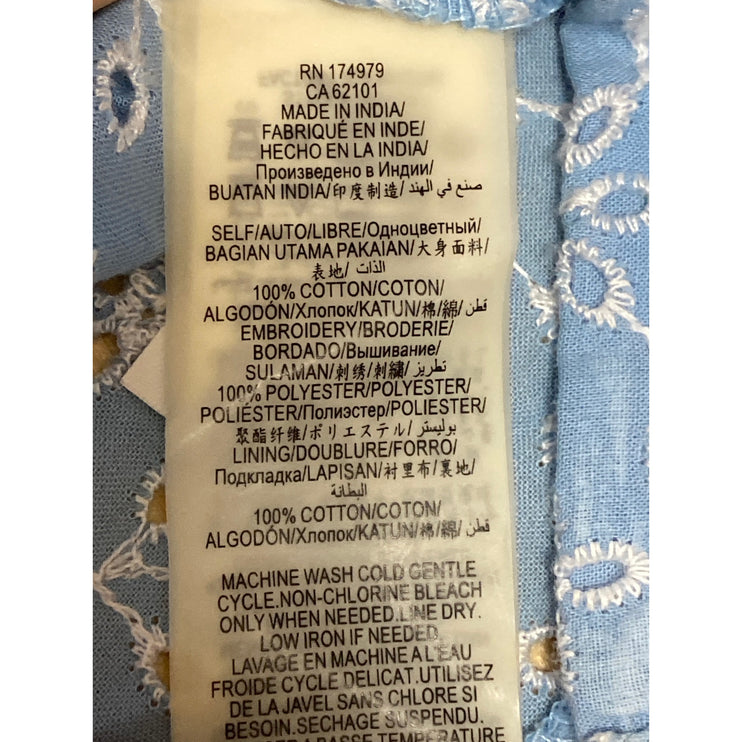 RN 174979
CA 62101
MADE IN INDIA/
FABRIQUÉ EN INDE/
HECHO EN LA INDIA/
Произведено в Индии/
BUATAN INDIA/印度制造/ صنع في الهند
SELF/AUTO/LIBRE/Одноцветный/
BAGIAN UTAMA PAKAIAN/大身面料/
表地/ الذات
100% COTTON/COTON/
ALGODÓN/Хлопок/KATUN/棉/綿/ قطن
EMBROIDERY/BRODERIE/
BORDADO/Вышивание/
SULAMAN/刺绣/刺繍/ تطريز
100% POLYESTER/POLYESTER/
POLIÉSTER/Полиэстер/POLIESTER/
聚酯纤维/ポリエステル/ بوليستر
LINING/DOUBLURE/FORRO/
Подкладка/LAPISAN/衬里布/裏地/
البطانة
100% COTTON/COTON/
ALGODÓN/Хлопок/KATUN/棉/綿/ قطن
MACHINE WASH COLD GENTLE
CYCLE.NON-CHLORINE BLEACH
ONLY WHEN NEEDED.LINE DRY.
LOW IRON IF NEEDED
LAVAGE EN MACHINE A L'EAU
FROIDE CYCLE DELICAT.UTILISEZ
DE LA JAVEL SANS CHLORE SI
BESOIN.SECHAGE SUSPENDU.
A BASSE TEMPERATURE